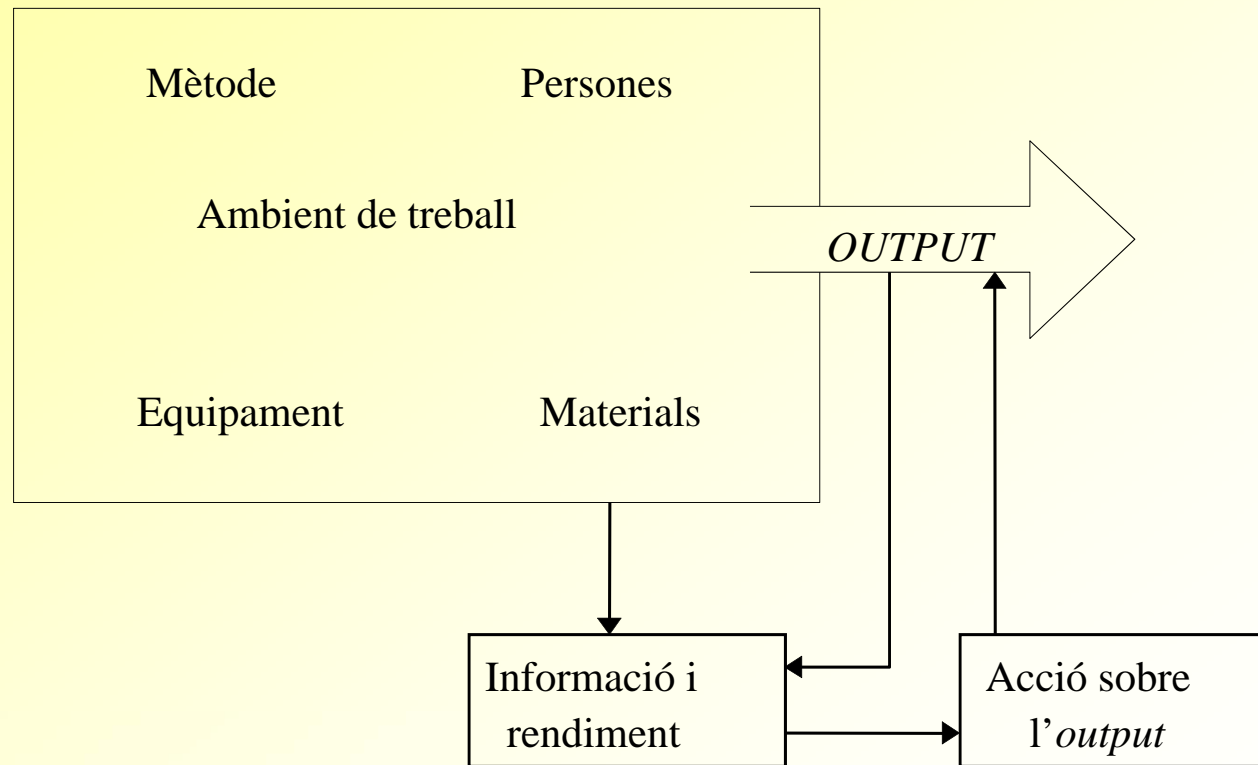 Mètode
Persones
Ambient de treball
OUTPUT
Equipament
Materials
Informació i
rendiment
Acció sobre
l’output